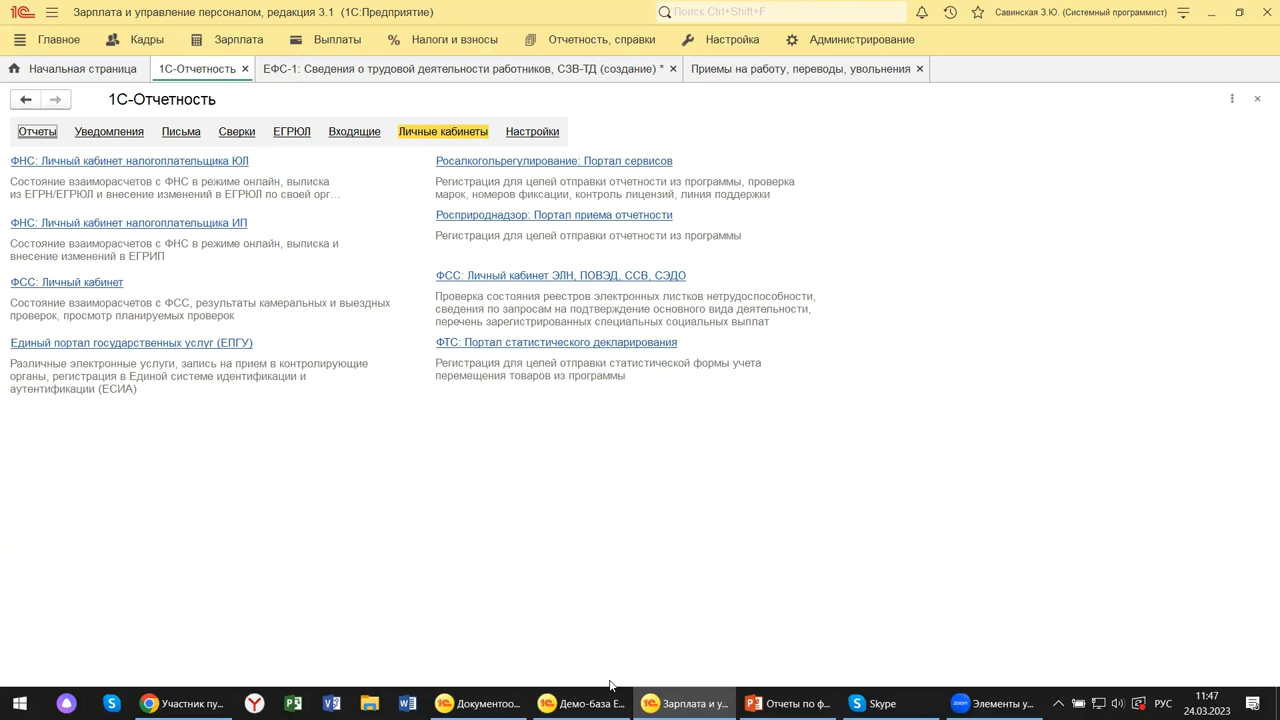 Зарплата и управление персоналом, редакция 3.1 (1С:Предприятие)
Поиск Ctrl+Shift+F
Савинская З.Ю. (Системный программист)
Главное
Кадры
Зарплата
Выплаты
Налоги и взносы
Отчетность, справки
Настройка
Администрирование
Начальная страница
1С-Отчетность
ЕФС-1: Сведения о трудовой деятельности работников, СЗВ-ТД (создание) *
Приемы на работу, переводы, увольнения
1С-Отчетность
Отчеты
Уведомления
Письма
Сверки
ЕГРЮЛ
Входящие
Личные кабинеты
Настройки
ФНС: Личный кабинет налогоплательщика ЮЛ
Состояние взаиморасчетов с ФНС в режиме онлайн, выписка
из ЕГРН/ЕГРЮЛ и внесение изменений в ЕГРЮЛ по своей орг...
ФНС: Личный кабинет налогоплательщика ИП
Состояние взаиморасчетов с ФНС в режиме онлайн, выписка и
внесение изменений в ЕГРИП
ФСС: Личный кабинет
Состояние взаиморасчетов с ФСС, результаты камеральных и выездных
проверок, просмотр планируемых проверок
Единый портал государственных услуг (ЕПГУ)
Различные электронные услуги, запись на прием в контролирующие
органы, регистрация в Единой системе идентификации и
аутентификации (ЕСИА)
Росалкогольрегулирование: Портал сервисов
Регистрация для целей отправки отчетности из программы, проверка
марок, номеров фиксации, контроль лицензий, линия поддержки
Росприроднадзор: Портал приема отчетности
Регистрация для целей отправки отчетности из программы
ФСС: Личный кабинет ЭЛН, ПОВЭД, ССВ, СЭДО
Проверка состояния реестров электронных листков нетрудоспособности,
сведения по запросам на подтверждение основного вида деятельности,
перечень зарегистрированных специальных социальных выплат
ФТС: Портал статистического декларирования
Регистрация для целей отправки статистической формы учета
перемещения товаров из программы
Участник пу...
Документоо...
Демо-база Е...
Зарплата и у...
Отчеты по ф...
Skype
zoom
Элементы у...
РУС
11:47
24.03.2023